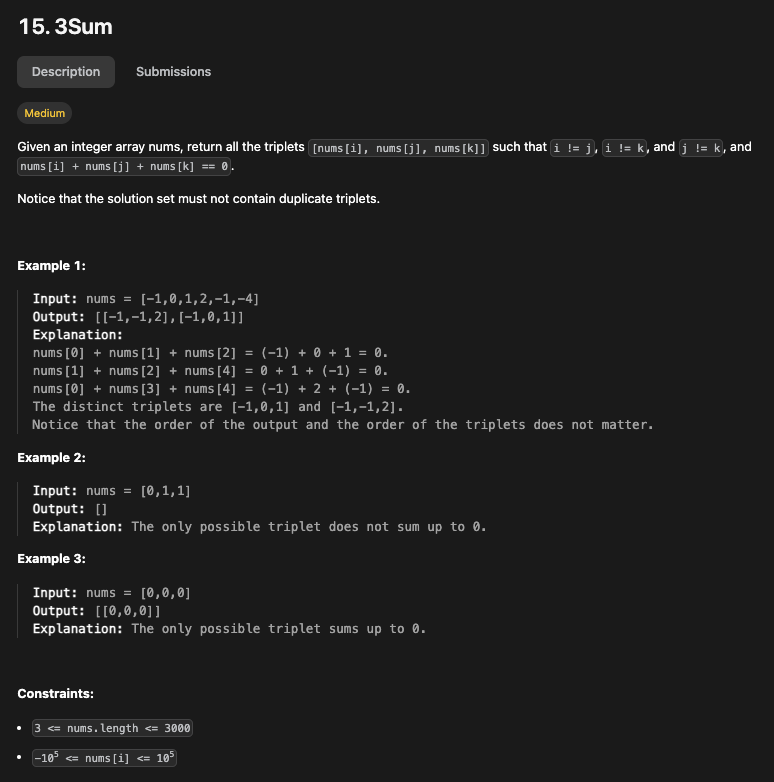 15. 3Sum
Description Submissions
Medium
Given an integer array nums, return all the triplets [nums[i], nums[j], nums[k]] such that i != j, i != k, and j != k, and
nums[i] + nums[j] + nums[k] == 0.
Notice that the solution set must not contain duplicate triplets.
Example 1:
Input: nums = [-1,0,1,2,-1,-4]
Output: [[-1,-1,2],[-1,0,1]]
Explanation:
nums[0] + nums[1] + nums[2] = (-1) + 0 + 1 = 0.
nums[1] + nums[2] + nums[4] = 0 + 1 + (-1) = 0.
nums[0] + nums[3] + nums[4] = (-1) + 2 + (-1) = 0.
The distinct triplets are [-1,0,1] and [-1,-1,2].
Notice that the order of the output and the order of the triplets does not matter.
Example 2:
Input: nums = [0,1,1]
Output: []
Explanation: The only possible triplet does not sum up to 0.
Example 3:
Input: nums = [0,0,0]
Output: [[0,0,0]]
Explanation: The only possible triplet sums up to 0.
Constraints:
• 3 <= nums.length <= 3000
• -10⁵ <= nums[i] <= 10⁵